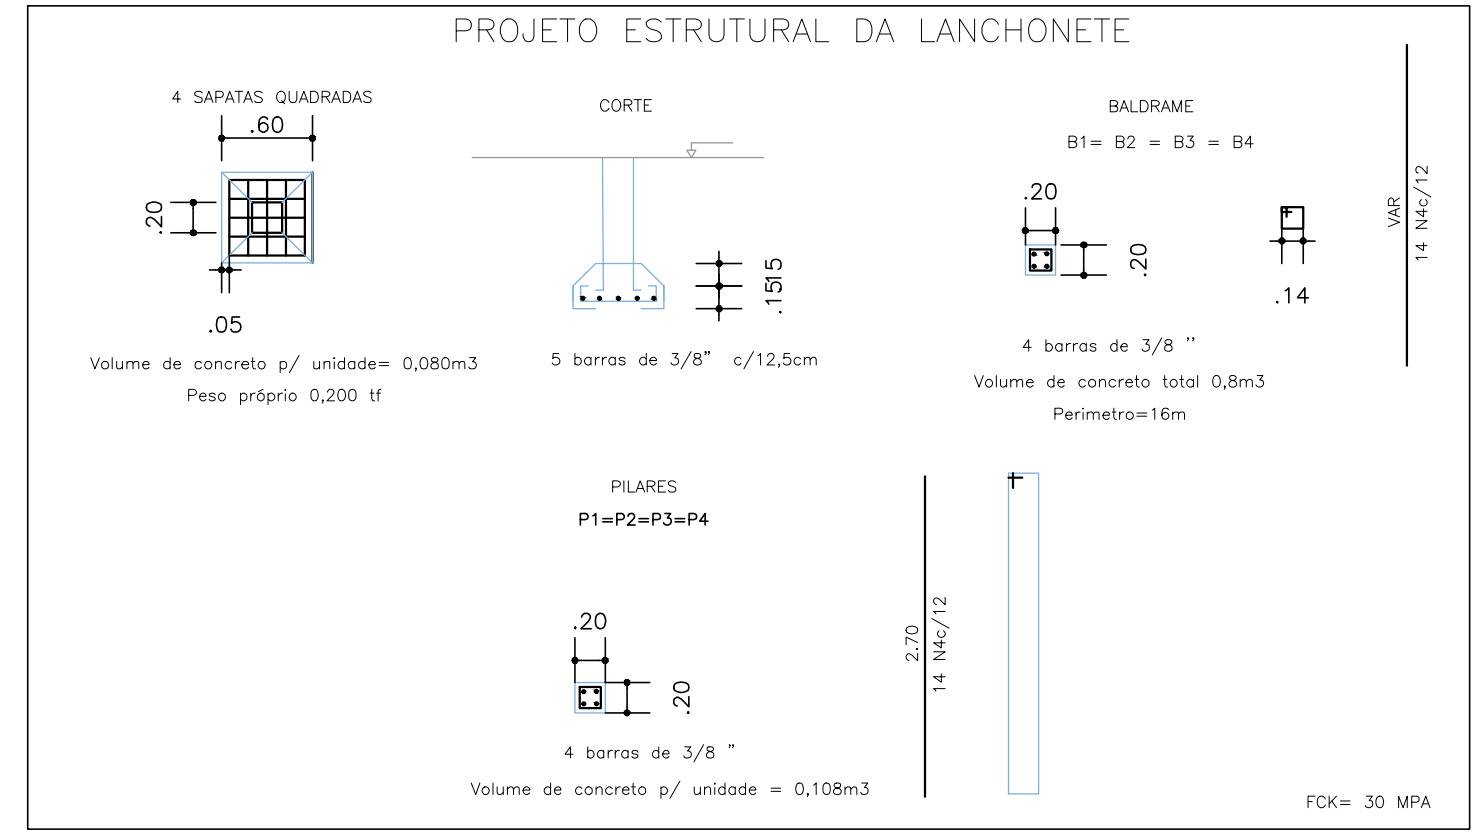 PROJETO ESTRUTURAL DA LANCHONETE
4 SAPATAS QUADRADAS
.60
.20
.05
Volume de concreto p/ unidade= 0,080m3
Peso próprio 0,200 tf
CORTE
.15
.15
5 barras de 3/8" c/12,5cm
BALDRAME
B1= B2 = B3 = B4
.20
.20
.14
4 barras de 3/8 ''
Volume de concreto total 0,8m3
Perimetro=16m
VAR
14 N4c/12
PILARES
P1=P2=P3=P4
.20
.20
4 barras de 3/8 "
Volume de concreto p/ unidade = 0,108m3
2.70
14 N4c/12
FCK= 30 MPA